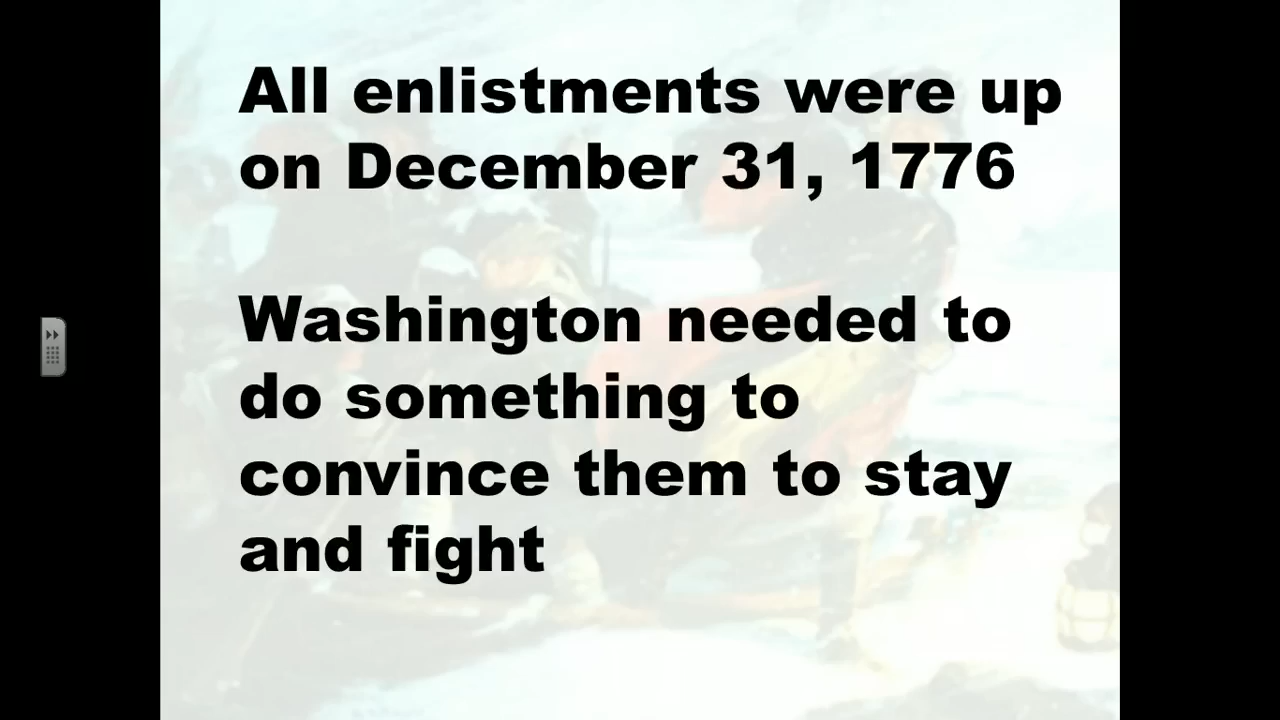 All enlistments were up
on December 31, 1776
Washington needed to
do something to
convince them to stay
and fight